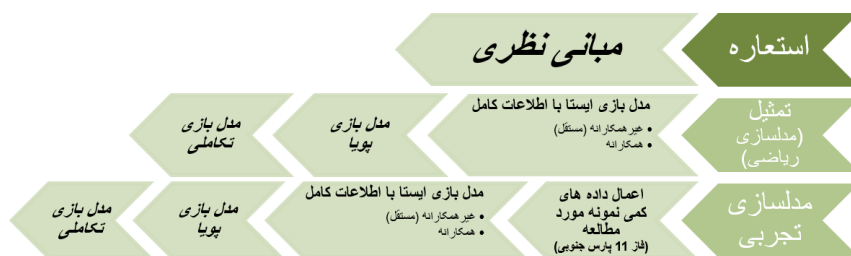 استعاره
مبانی نظری
تمثیل
(مدلسازی
ریاضی)
مدل بازی ایستا با اطلاعات کامل
• غیر همکارانه (مستقل)
• همکارانه
مدل بازی
پویا
مدل بازی
تکاملی
مدلسازی
تجربی
اعمال داده های
کمی نمونه مورد
مطالعه
(فاز 11 پارس جنوبی)
مدل بازی ایستا با اطلاعات کامل
• غیر همکارانه (مستقل)
• همکارانه
مدل بازی
پویا
مدل بازی
تکاملی